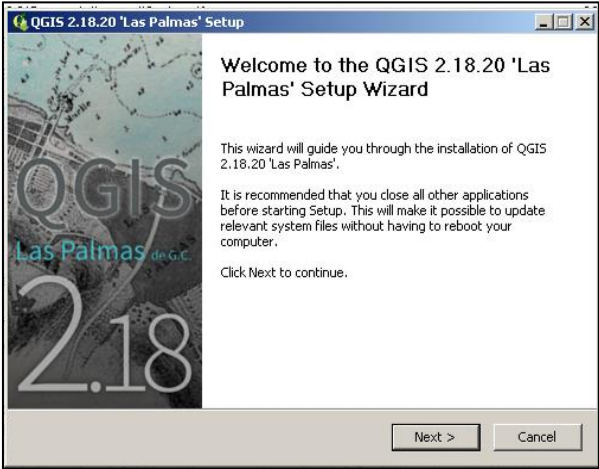 QGIS 2.18.20 'Las Palmas' Setup
Welcome to the QGIS 2.18.20 'Las
Palmas' Setup Wizard
This wizard will guide you through the installation of QGIS
2.18.20 'Las Palmas'.
It is recommended that you close all other applications
before starting Setup. This will make it possible to update
relevant system files without having to reboot your
computer.
Click Next to continue.
QGIS
Las Palmas de G.C.
2.18
Next >
Cancel